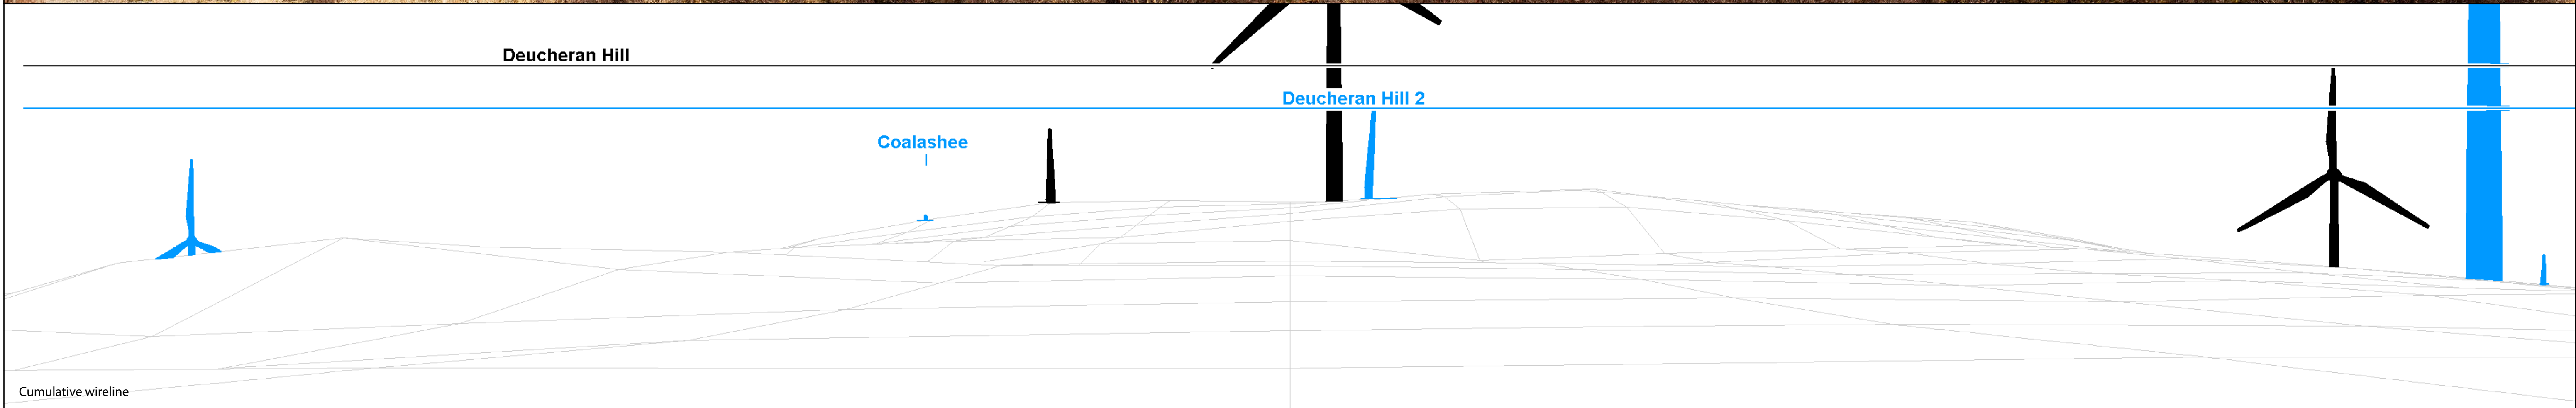 Deucheran Hill
Deucheran Hill 2
Coalashee
Cumulative wireline